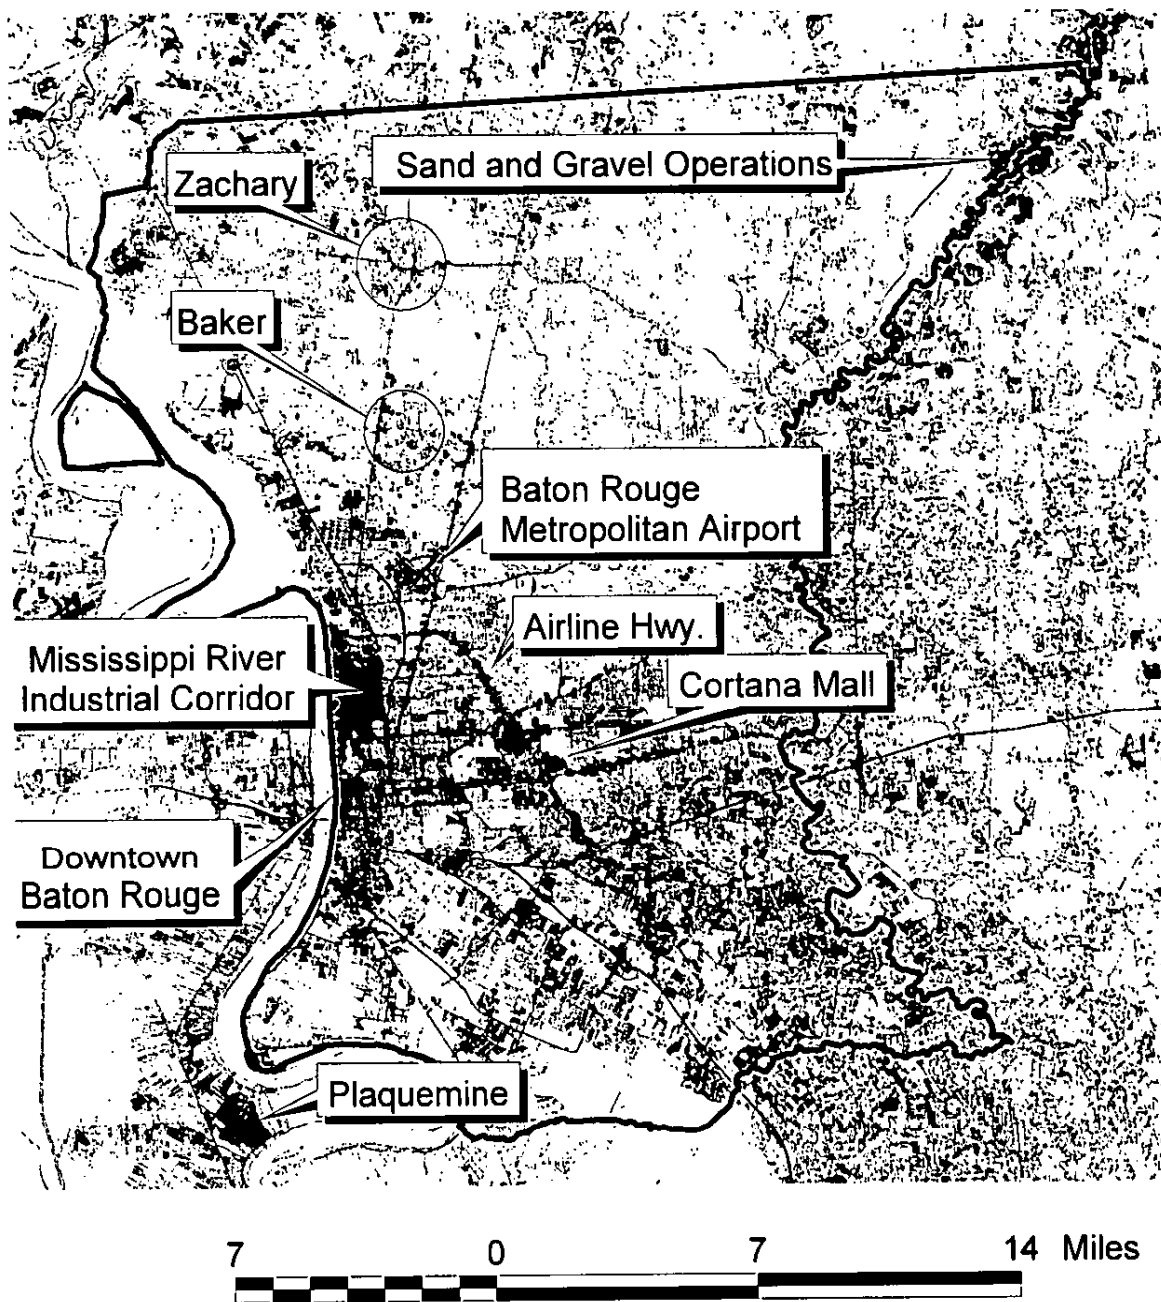 Sand and Gravel Operations
Zachary
Baker
Baton Rouge
Metropolitan Airport
Airline Hwy.
Mississippi River
Industrial Corridor
Cortana Mall
Downtown
Baton Rouge
Plaquemine
7 0 7 14 Miles